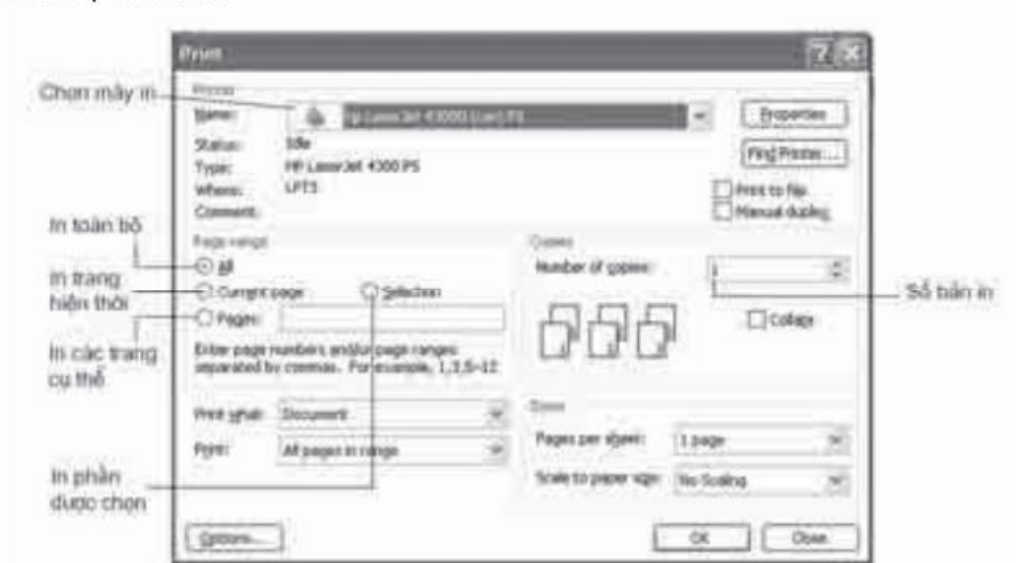 Print
Chọn máy in
Printer
Name:
Properties
Status: Idle
Type: HP LaserJet 4300 PS
Find Printer...
Where: LPT3
Print to file
Comment:
Manual duplex
In toàn bộ
Page range
All
In trang
hiện thời
Current page
Selection
Pages:
In các trang
cụ thể
Enter page numbers and/or page ranges
separated by commas. For example, 1,3,5-12
Copies
Number of copies: 1
Số bản in
Collate
Print what: Document
Print: All pages in range
Zoom
Pages per sheet: 1 page
Scale to paper size: No Scaling
In phần
được chọn
Options...
OK
Close